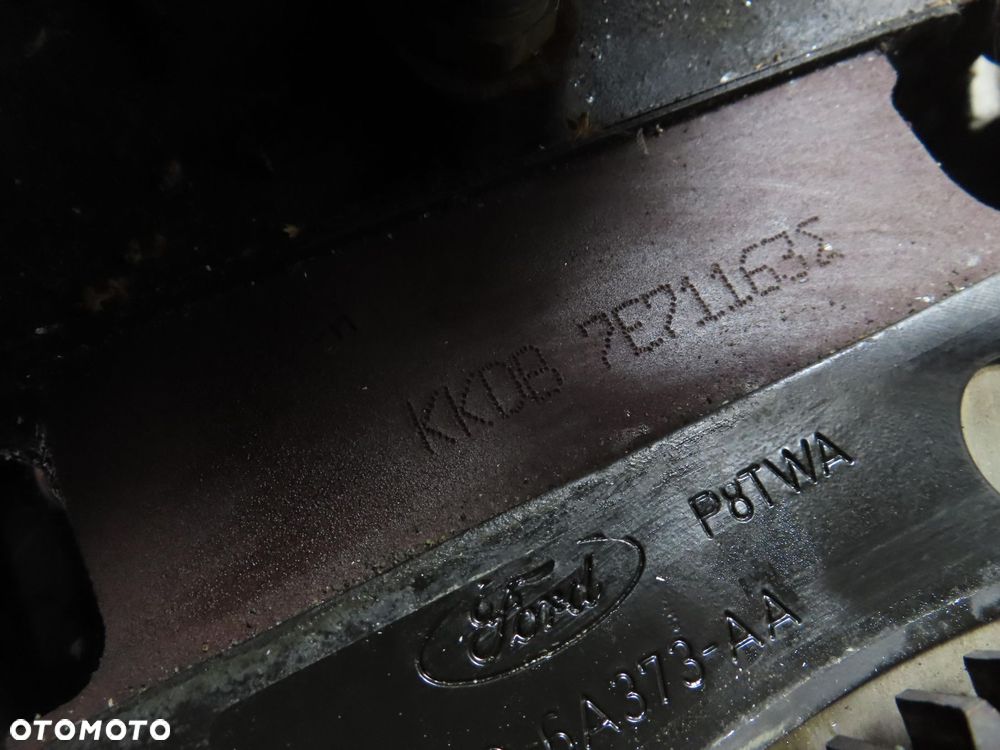 KKDB 7E71163
P8TWA
Ford
6A373-AA
OTOMOTO